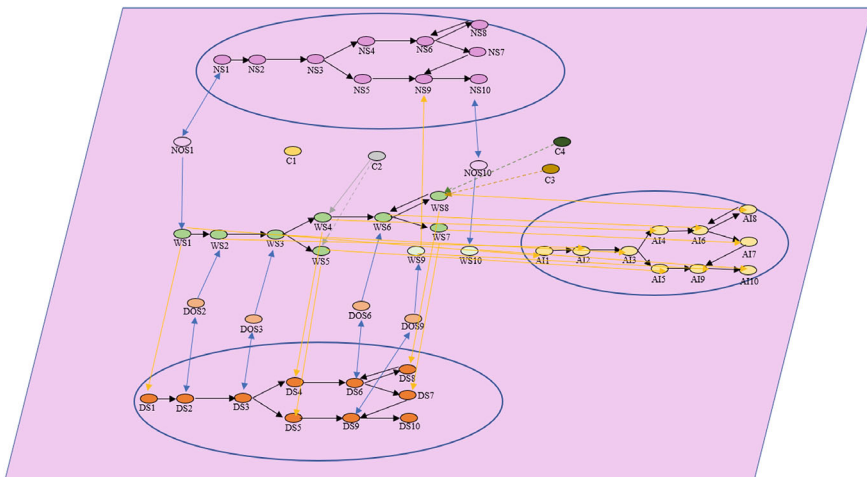 NS8
NS4
NS6
NS7
NS1
NS2
NS3
NS5
NS9
NS10
NOS1
C1
C2
NOS10
C4
C3
WS8
WS4
WS6
WS7
WS1
WS2
WS3
WS5
WS9
WS10
AI8
AI4
AI6
AI7
AI1
AI2
AI3
AI5
AI9
AI10
DOS2
DOS3
DOS6
DOS9
DS8
DS4
DS6
DS7
DS1
DS2
DS3
DS5
DS9
DS10